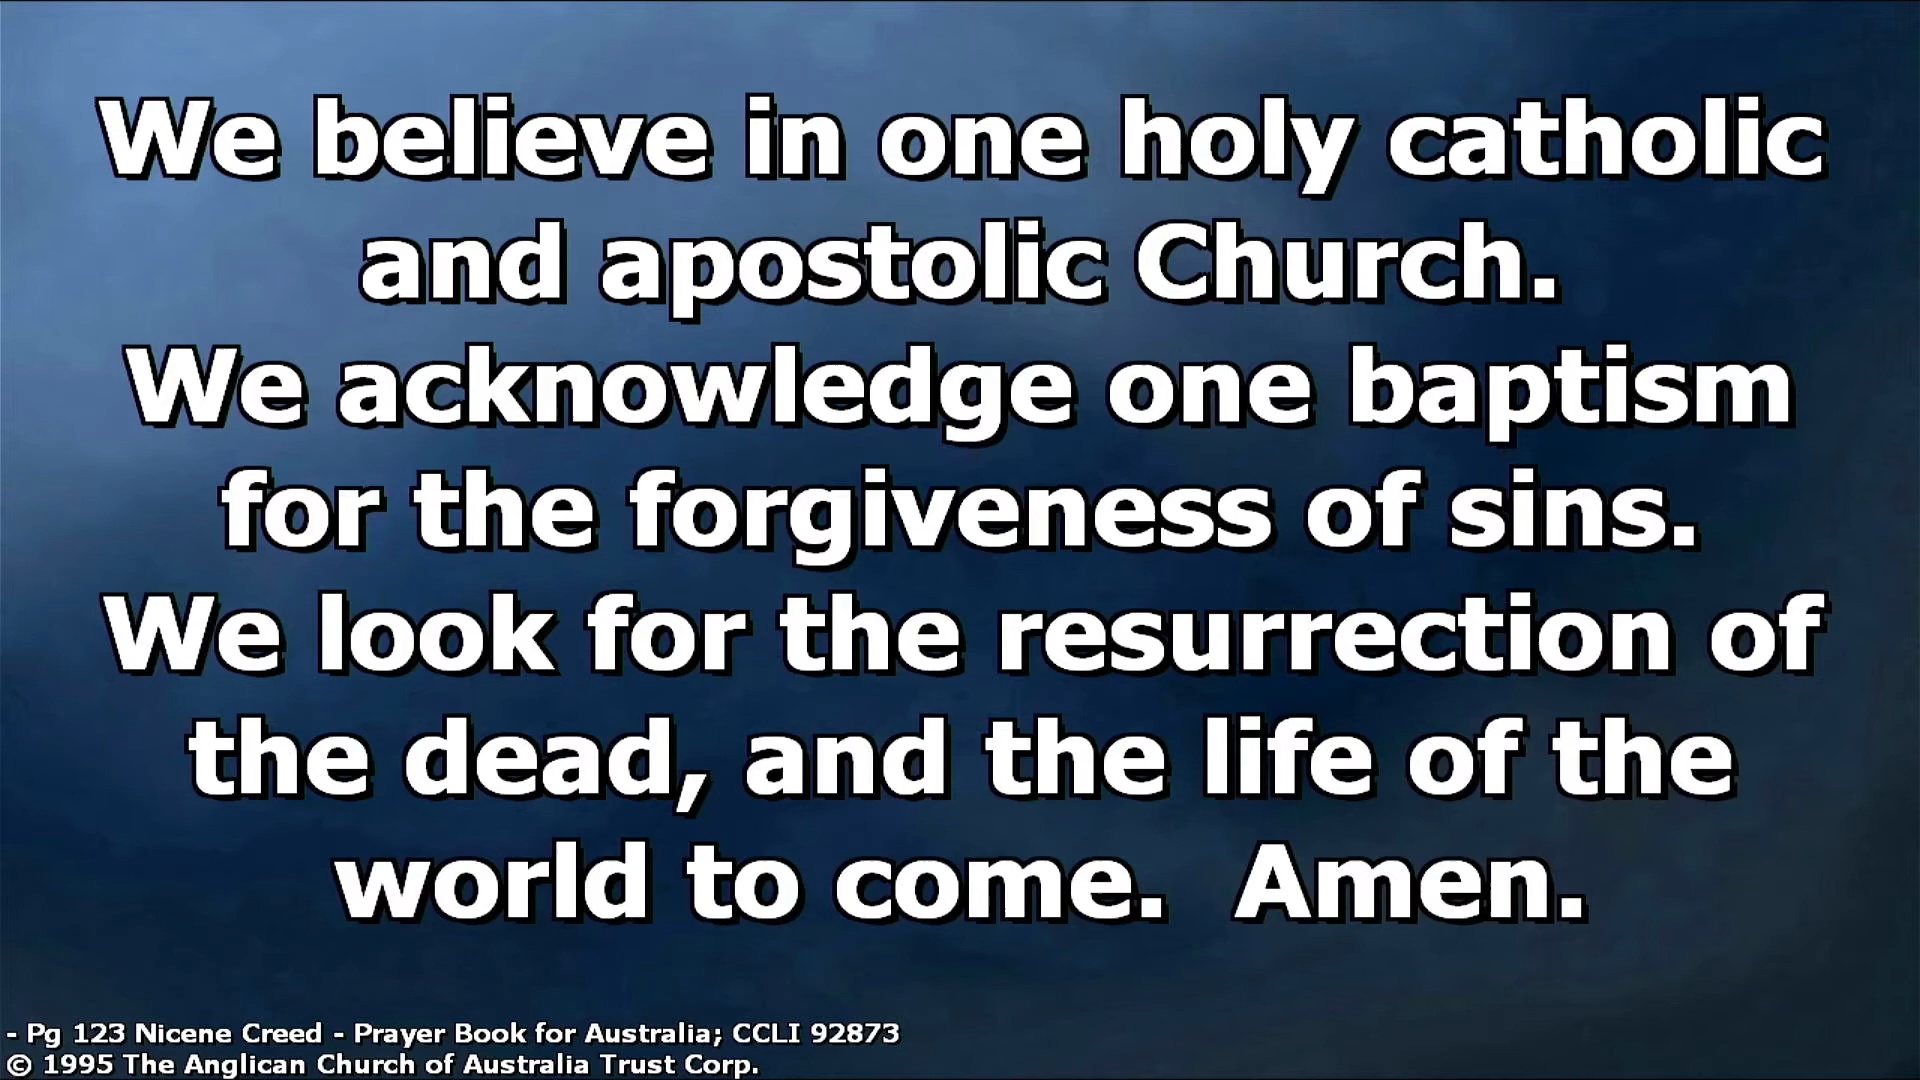 We believe in one holy catholic
and apostolic Church.
We acknowledge one baptism
for the forgiveness of sins.
We look for the resurrection of
the dead, and the life of the
world to come.  Amen.
- Pg 123 Nicene Creed - Prayer Book for Australia; CCLI 92873
© 1995 The Anglican Church of Australia Trust Corp.